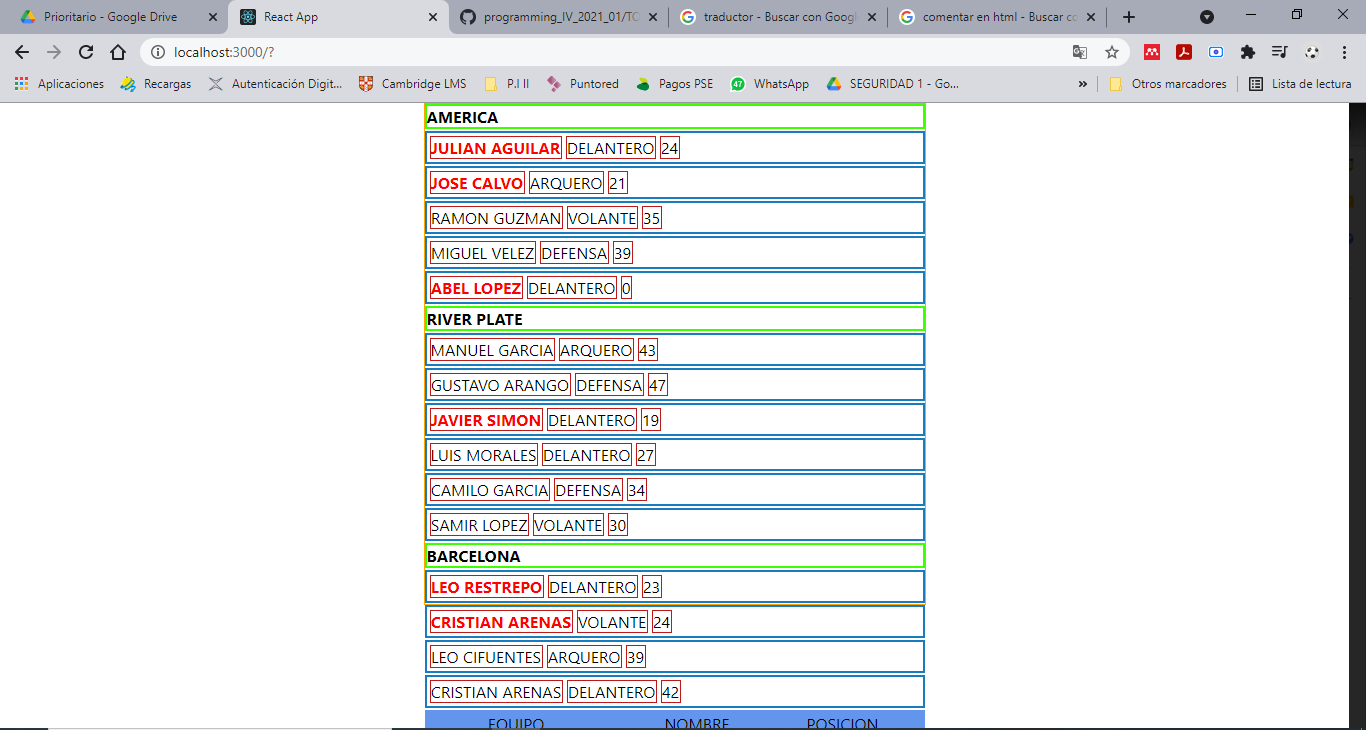 Prioritario - Google Drive
React App
programming_IV_2021_01/TC
traductor - Buscar con Googl
comentar en html - Buscar co
localhost:3000/?
Aplicaciones
Recargas
Autenticación Digit...
Cambridge LMS
P.I II
Puntored
Pagos PSE
47
WhatsApp
SEGURIDAD 1 - Go...
»
Otros marcadores
Lista de lectura
AMERICA
JULIAN AGUILAR DELANTERO 24
JOSE CALVO ARQUERO 21
RAMON GUZMAN VOLANTE 35
MIGUEL VELEZ DEFENSA 39
ABEL LOPEZ DELANTERO 0
RIVER PLATE
MANUEL GARCIA ARQUERO 43
GUSTAVO ARANGO DEFENSA 47
JAVIER SIMON DELANTERO 19
LUIS MORALES DELANTERO 27
CAMILO GARCIA DEFENSA 34
SAMIR LOPEZ VOLANTE 30
BARCELONA
LEO RESTREPO DELANTERO 23
CRISTIAN ARENAS VOLANTE 24
LEO CIFUENTES ARQUERO 39
CRISTIAN ARENAS DELANTERO 42
EQUIPO NOMBRE POSICION